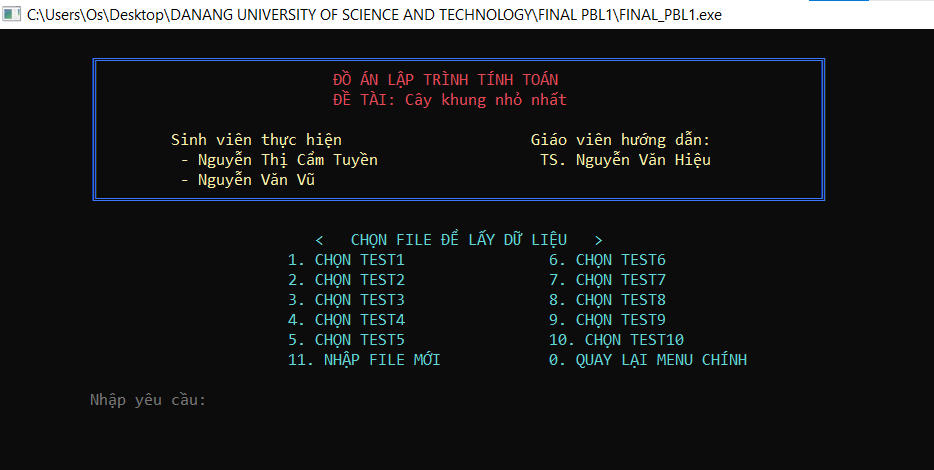 C:\Users\Os\Desktop\DANANG UNIVERSITY OF SCIENCE AND TECHNOLOGY\FINAL PBL1\FINAL_PBL1.exe
ĐỒ ÁN LẬP TRÌNH TÍNH TOÁN
ĐỀ TÀI: Cây khung nhỏ nhất
Sinh viên thực hiện Giáo viên hướng dẫn:
- Nguyễn Thị Cẩm Tuyền TS. Nguyễn Văn Hiệu
- Nguyễn Văn Vũ
< CHỌN FILE ĐỂ LẤY DỮ LIỆU >
1. CHỌN TEST1 6. CHỌN TEST6
2. CHỌN TEST2 7. CHỌN TEST7
3. CHỌN TEST3 8. CHỌN TEST8
4. CHỌN TEST4 9. CHỌN TEST9
5. CHỌN TEST5 10. CHỌN TEST10
11. NHẬP FILE MỚI 0. QUAY LẠI MENU CHÍNH
Nhập yêu cầu: